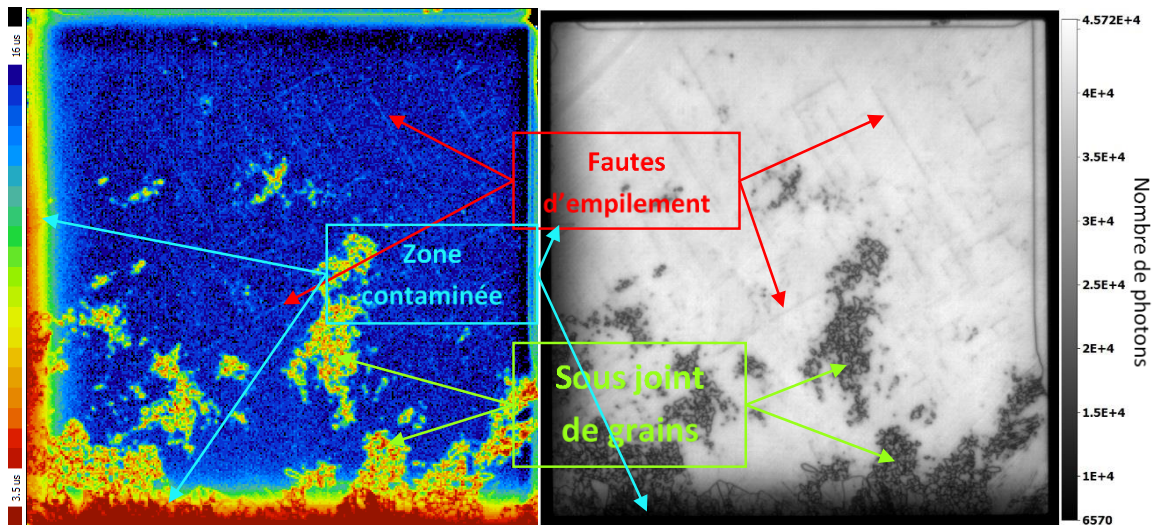 16 us
3.5 us
Fautes
d'empilement
Zone
contaminée
Sous joint
de grains
4.572E+4
4E+4
3.5E+4
3E+4
2.5E+4
2E+4
1.5E+4
1E+4
6570
Nombre de photons